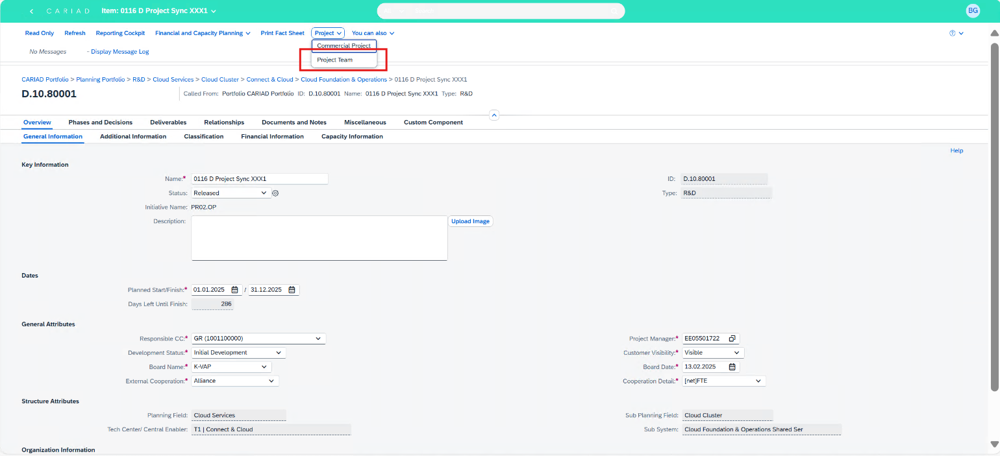 CARIAD Item: 0116 D Project Sync XXX1 BG
Read Only Refresh Reporting Cockpit Financial and Capacity Planning Print Fact Sheet Project You can also
Commercial Project
No Messages - Display Message Log
Project Team
CARIAD Portfolio > Planning Portfolio > R&D > Cloud Services > Cloud Cluster > Connect & Cloud > Cloud Foundation & Operations > 0116 D Project Sync XXX1
D.10.80001 Called From: Portfolio CARIAD Portfolio ID: D.10.80001 Name: 0116 D Project Sync XXX1 Type: R&D
Overview Phases and Decisions Deliverables Relationships Documents and Notes Miscellaneous Custom Component
General Information Additional Information Classification Financial Information Capacity Information
Help
Key Information
Name:* 0116 D Project Sync XXX1 ID: D.10.80001
Status: Released Type: R&D
Initiative Name: PR02.OP
Description: Upload Image
Dates
Planned Start/Finish:* 01.01.2025 / 31.12.2025
Days Left Until Finish: 286
General Attributes
Responsible CC:* GR (1001100000) Project Manager:* EE05501722
Development Status:* Initial Development Customer Visibility:* Visible
Board Name:* K-VAP Board Date:* 13.02.2025
External Cooperation:* Alliance Cooperation Detail:* [net]FTE
Structure Attributes
Planning Field: Cloud Services Sub Planning Field: Cloud Cluster
Tech Center/ Central Enabler: T1 | Connect & Cloud Sub System: Cloud Foundation & Operations Shared Ser
Organization Information